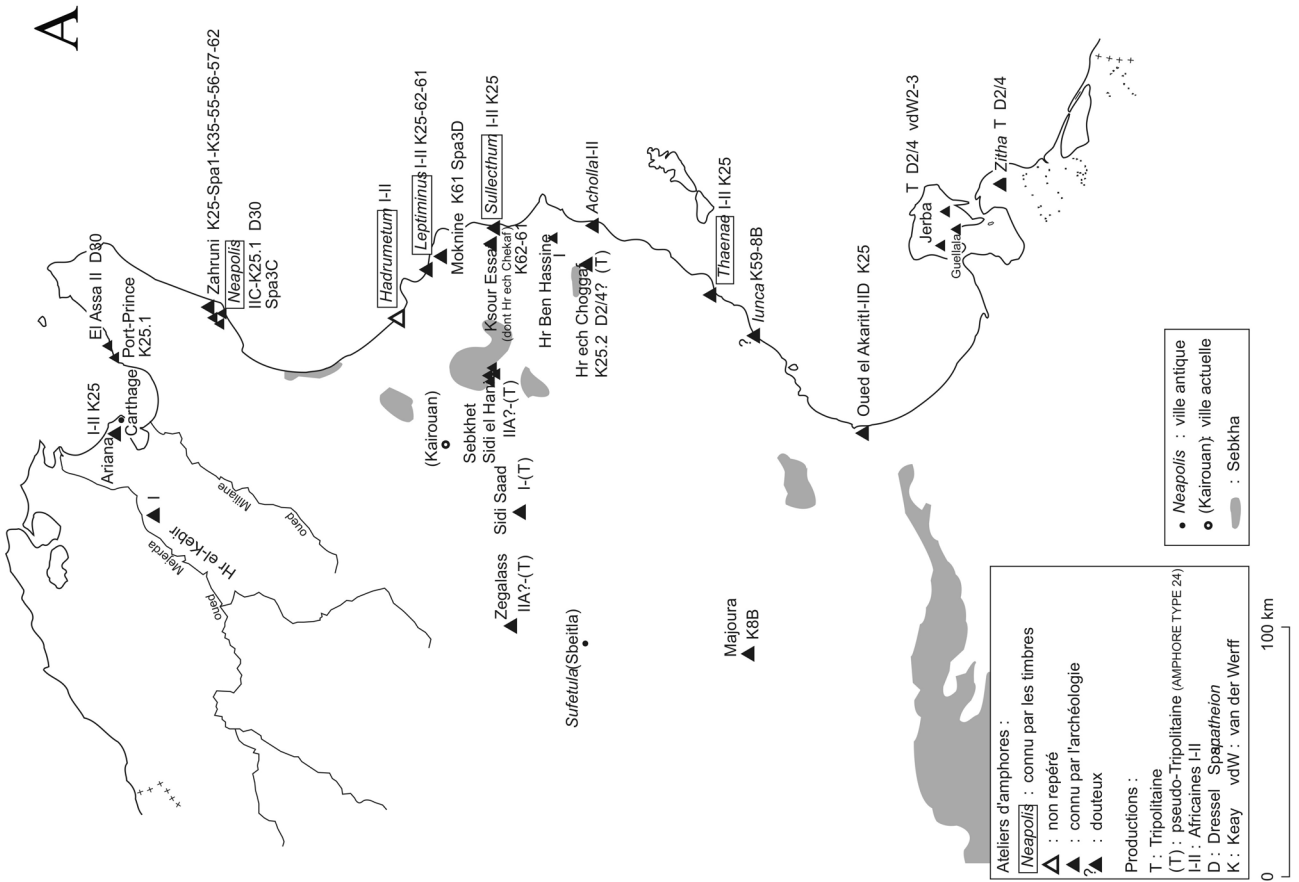 A
El Assa II D30
Port-Prince
K25.1
I-II K25
Ariana
Carthage
Zahruni K25-Spa1-K35-55-56-57-62
Neapolis
IIC-K25.1 D30
Spa3C
I
Hr el-Kebir
oued Mejerda
oued Miliane
Hadrumetum I-II
Leptiminus I-II K25-62-61
Moknine K61 Spa3D
Sullecthum I-II K25
Ksour Essaf
(dont Hr ech Chekaf)
K62-61
Hr Ben Hassine
I
Acholla I-II
Hr ech Choggaf
K25.2 D2/4? (T)
(Kairouan)
Sebkhet
Sidi el Hani
IIA?-(T)
Sidi Saad
I-(T)
Zegalass
IIA?-(T)
Sufetula (Sbeitla)
Majoura
K8B
Thaenae I-II K25
?
Iunca K59-8B
Oued el Akarit I-IID K25
T D2/4 vdW2-3
Jerba
Guellala
Zitha T D2/4
Ateliers d'amphores :
Neapolis : connu par les timbres
: non repéré
: connu par l'archéologie
? : douteux
Productions :
T : Tripolitaine
(T) : pseudo-Tripolitaine (AMPHORE TYPE 24)
I-II : Africaines I-II
D : Dressel Spa : spatheion
K : Keay vdW : van der Werff
Neapolis : ville antique
(Kairouan) : ville actuelle
: Sebkha
0 100 km